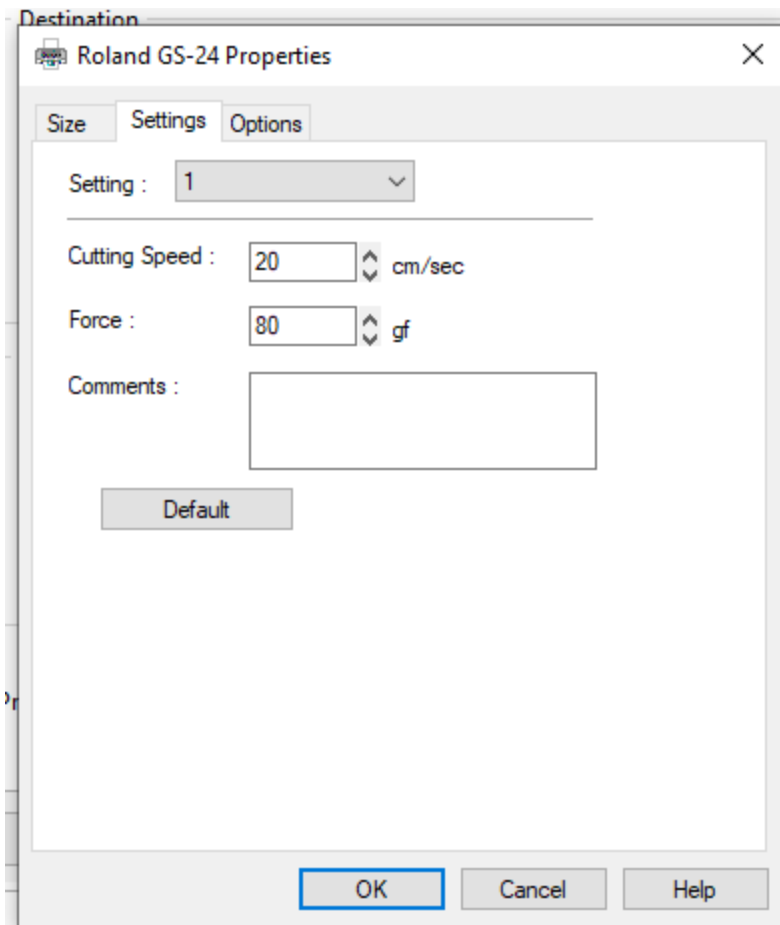 Destination
Roland GS-24 Properties
Size Settings Options
Setting : 1
Cutting Speed : 20 cm/sec
Force : 80 gf
Comments :
Default
Pr
OK Cancel Help